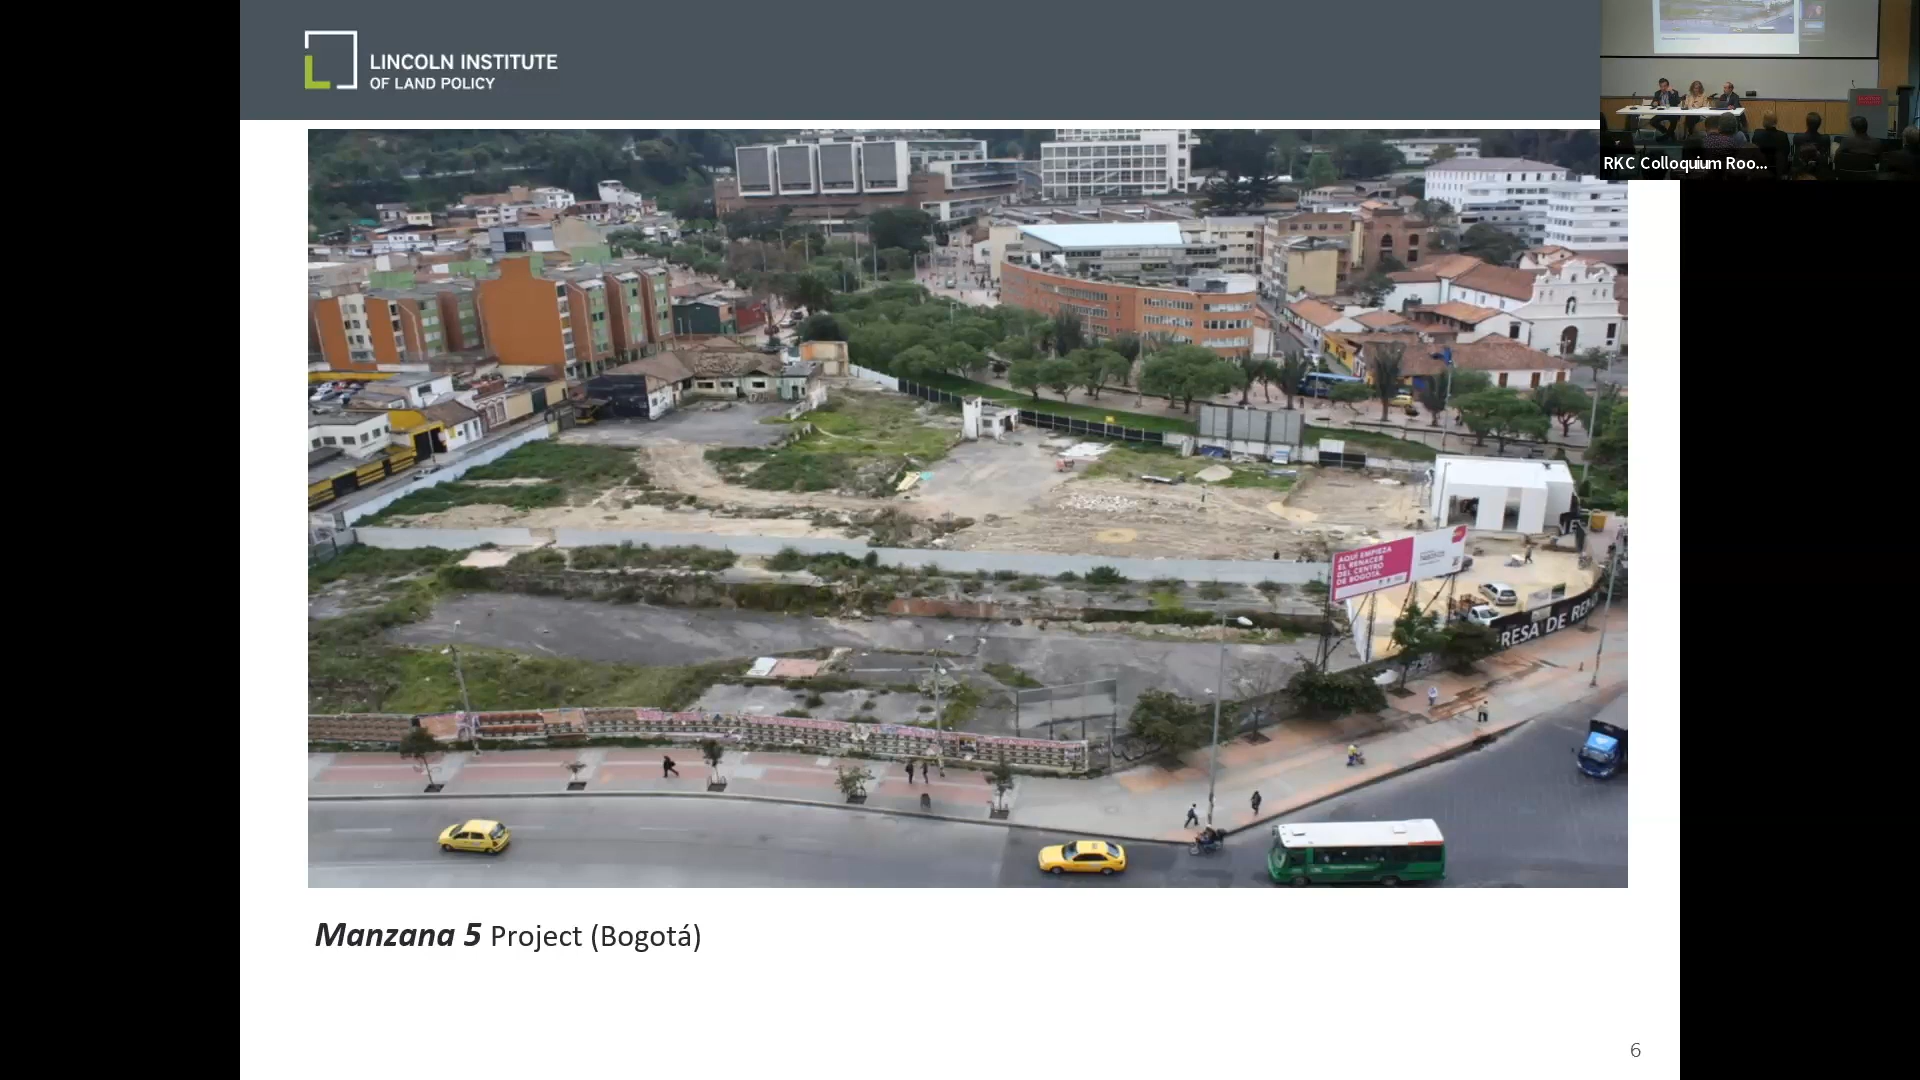 LINCOLN INSTITUTE
OF LAND POLICY
RKC Colloquium Roo...
AQUÍ EMPIEZA
EL RENACER
DEL CENTRO
DE BOGOTÁ.
RESA DE REN
Manzana 5 Project (Bogotá)
6